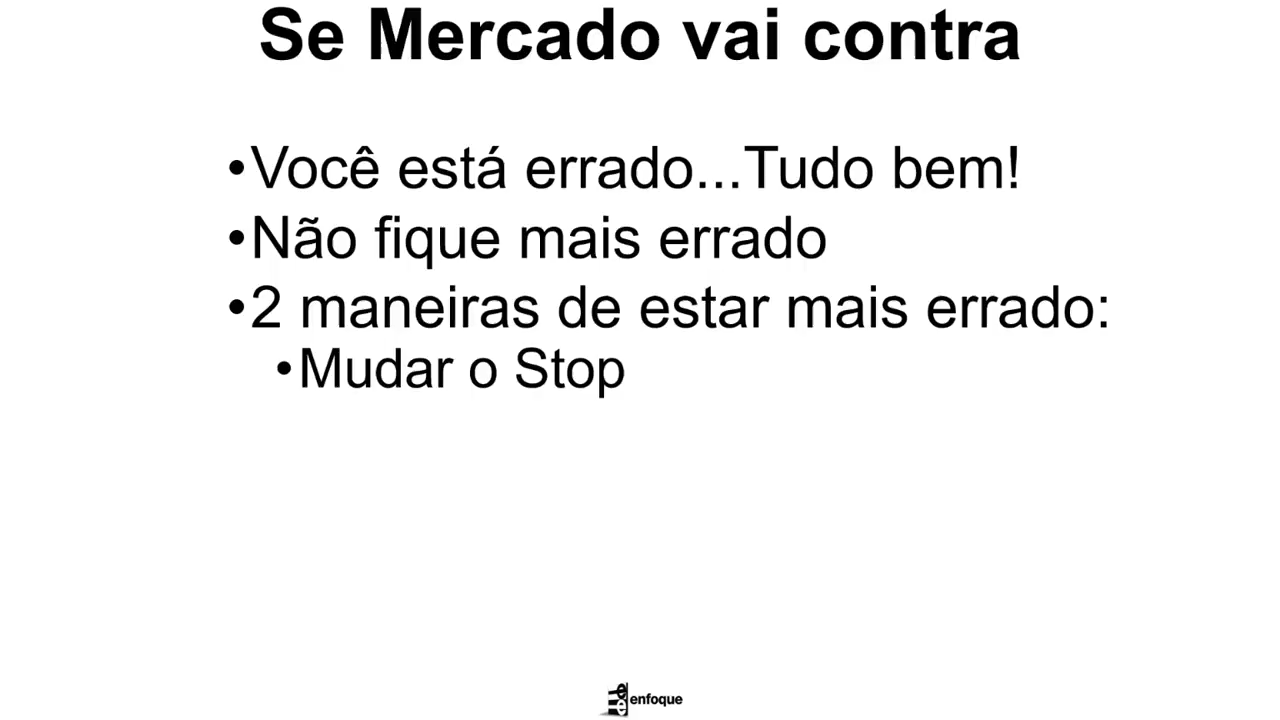 Se Mercado vai contra
•Você está errado...Tudo bem!
•Não fique mais errado
•2 maneiras de estar mais errado:
•Mudar o Stop
enfoque